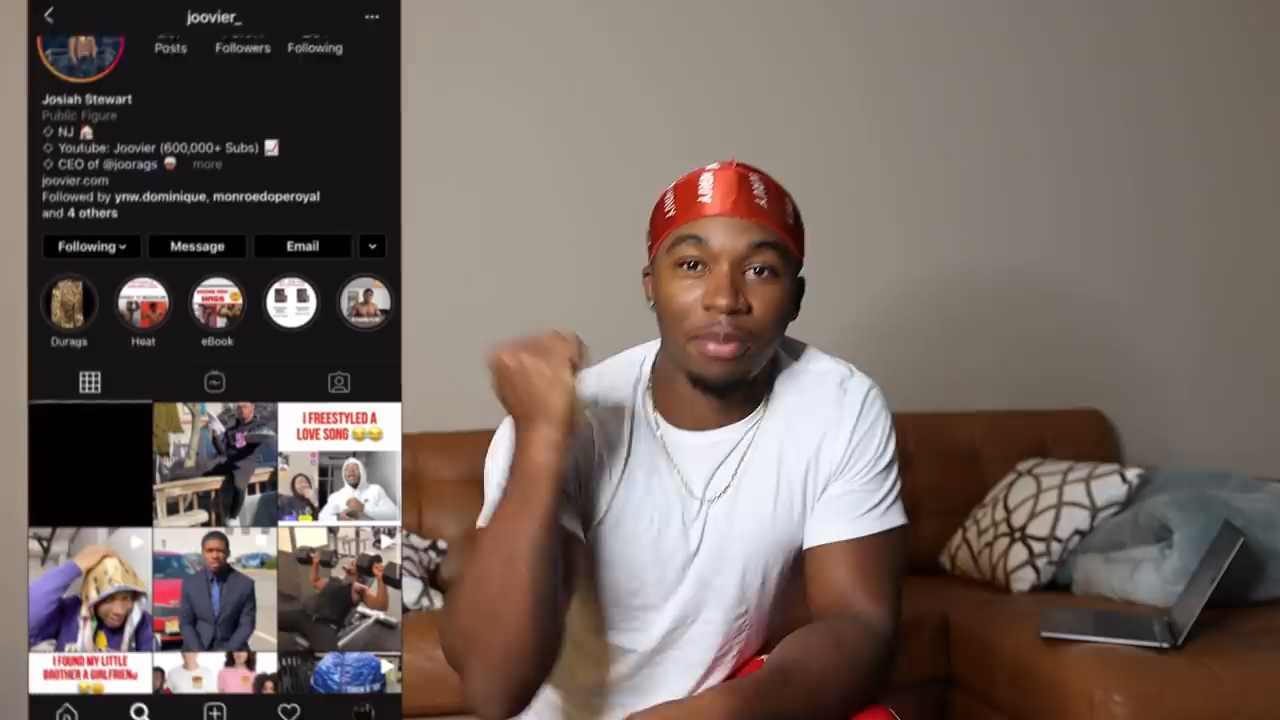 joovier_
Posts Followers Following
Josiah Stewart
Public Figure
NJ
Youtube: Joovier (600,000+ Subs)
CEO of @joorags more
joovier.com
Followed by ynw.dominique, monroedoperoyal
and 4 others
Following Message Email
Durags Heat eBook
I FREESTYLED A
LOVE SONG
I FOUND MY LITTLE
BROTHER A GIRLFRIEND